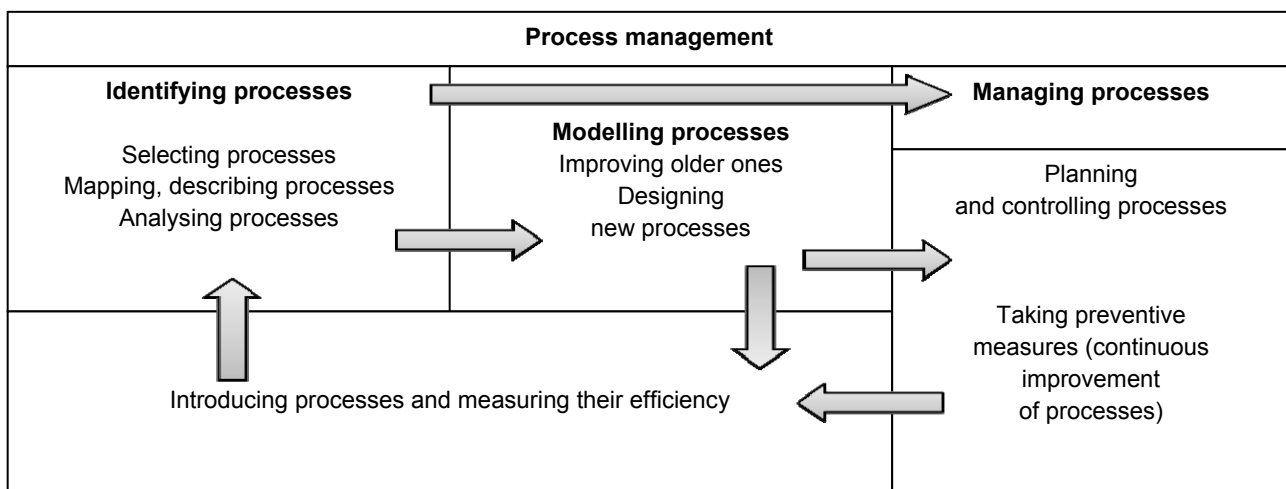 Process management
Identifying processes
Selecting processes
Mapping, describing processes
Analysing processes
Modelling processes
Improving older ones
Designing
new processes
Managing processes
Planning
and controlling processes
Taking preventive
measures (continuous
improvement
of processes)
Introducing processes and measuring their efficiency